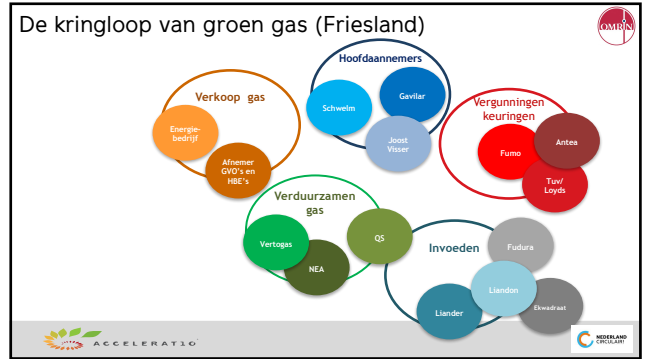 De kringloop van groen gas (Friesland)
OMRIN
Hoofdaannemers
Schwelm
Gavilar
Joost
Visser
Verkoop gas
Energie-
bedrijf
Afnemer
GVO's en
HBE's
Vergunningen
keuringen
Fumo
Antea
Tuv/
Loyds
Verduurzamen
gas
Vertogas
NEA
QS
Invoeden
Fudura
Liandon
Liander
Ekwadraat
ACCELERATIO
NEDERLAND
CIRCULAIR!